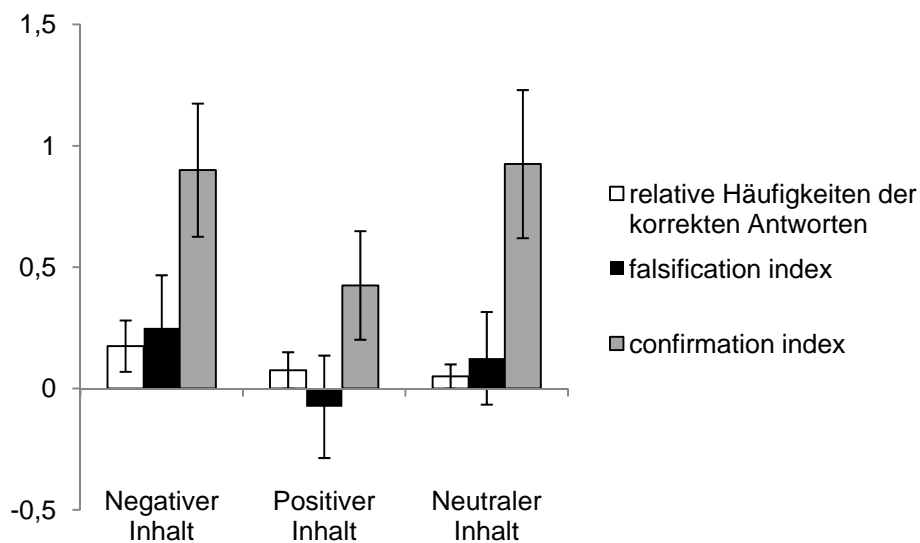 1,5
1
0,5
0
-0,5
Negativer
Inhalt
Positiver
Inhalt
Neutraler
Inhalt
relative Häufigkeiten der
korrekten Antworten
falsification index
confirmation index